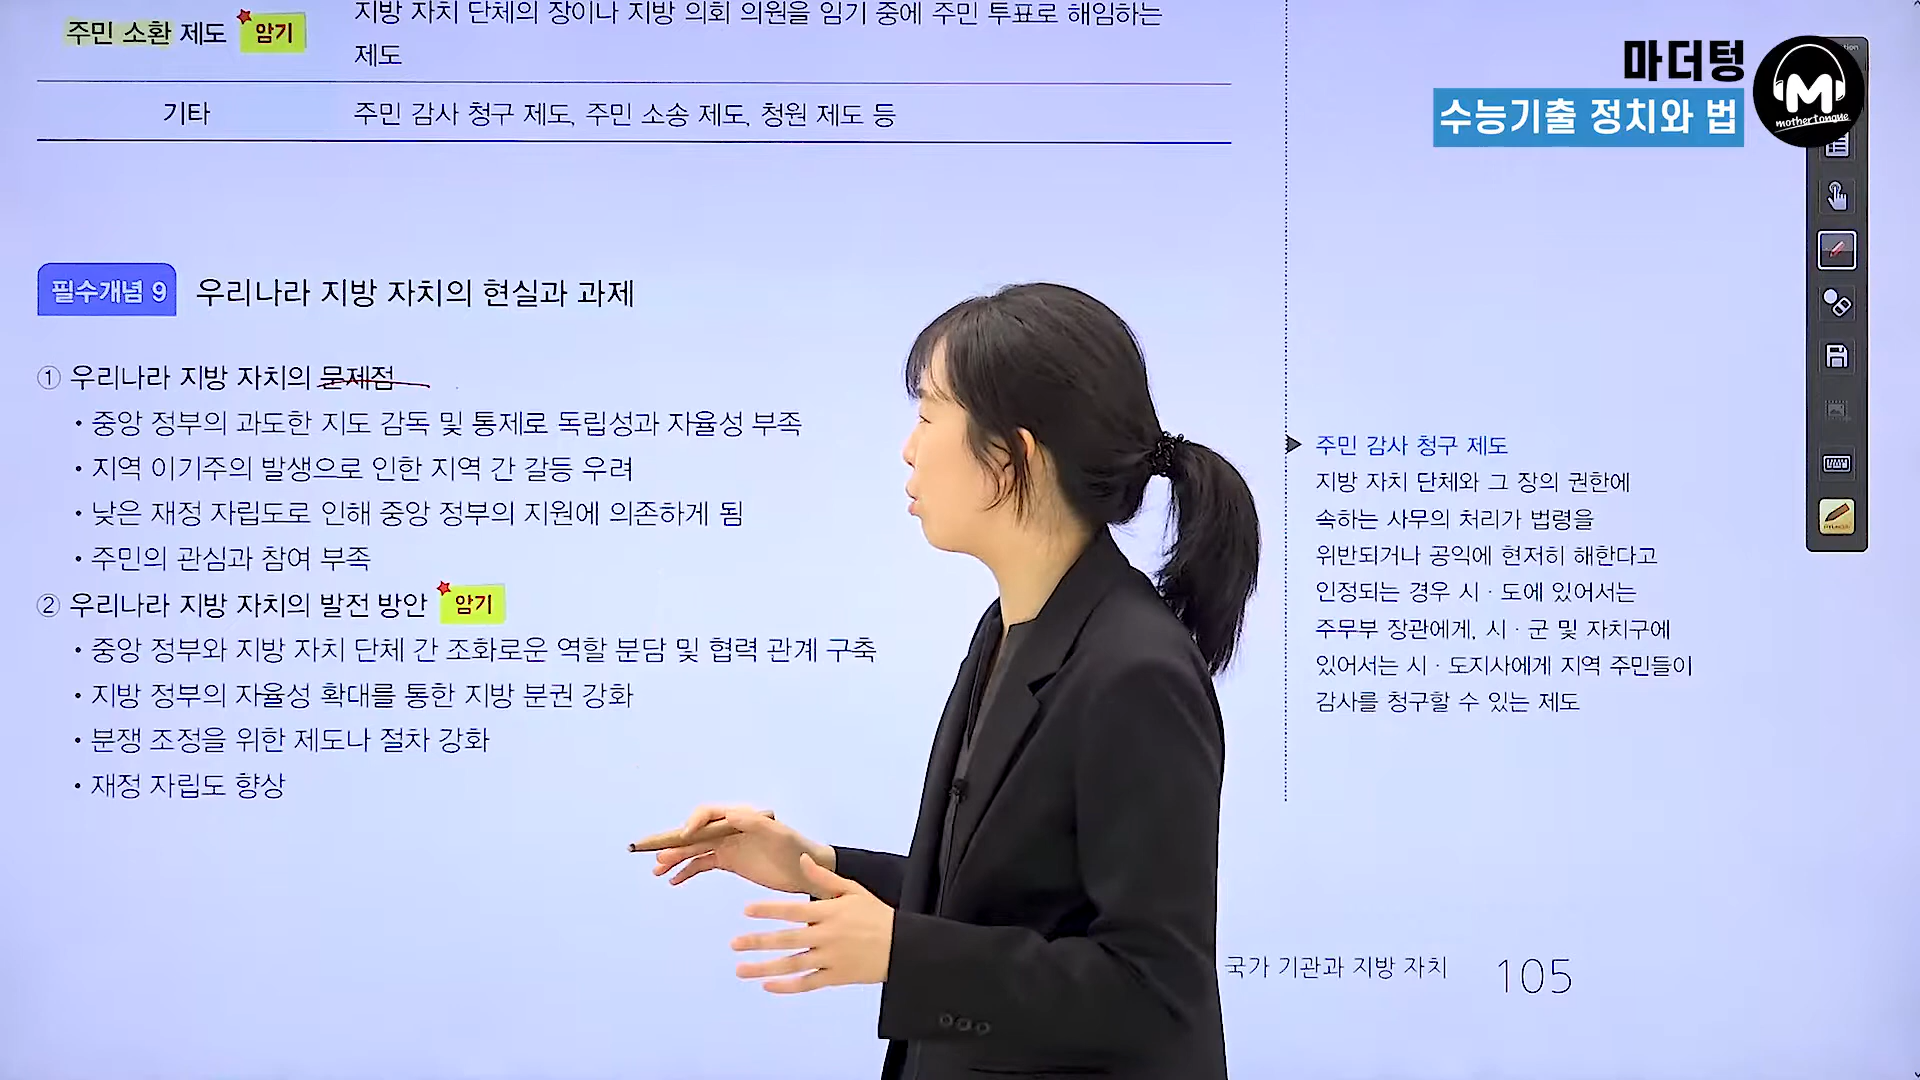 주민 소환 제도 암기
지방 자치 단체의 장이나 지방 의회 의원을 임기 중에 주민 투표로 해임하는
제도
기타
주민 감사 청구 제도, 주민 소송 제도, 청원 제도 등
마더텅
수능기출 정치와 법
M
mothertongue
필수개념 9 우리나라 지방 자치의 현실과 과제
① 우리나라 지방 자치의 문제점
• 중앙 정부의 과도한 지도 감독 및 통제로 독립성과 자율성 부족
• 지역 이기주의 발생으로 인한 지역 간 갈등 우려
• 낮은 재정 자립도로 인해 중앙 정부의 지원에 의존하게 됨
• 주민의 관심과 참여 부족
② 우리나라 지방 자치의 발전 방안 암기
• 중앙 정부와 지방 자치 단체 간 조화로운 역할 분담 및 협력 관계 구축
• 지방 정부의 자율성 확대를 통한 지방 분권 강화
• 분쟁 조정을 위한 제도나 절차 강화
• 재정 자립도 향상
▶ 주민 감사 청구 제도
지방 자치 단체와 그 장의 권한에
속하는 사무의 처리가 법령을
위반되거나 공익에 현저히 해한다고
인정되는 경우 시 · 도에 있어서는
주무부 장관에게, 시 · 군 및 자치구에
있어서는 시 · 도지사에게 지역 주민들이
감사를 청구할 수 있는 제도
국가 기관과 지방 자치 105